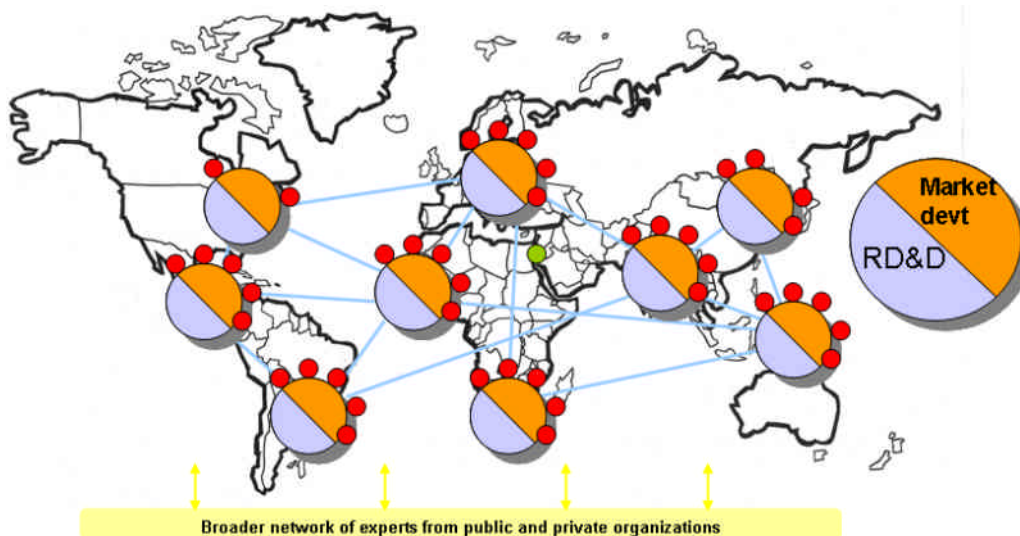 Market
devt
RD&D
Broader network of experts from public and private organizations